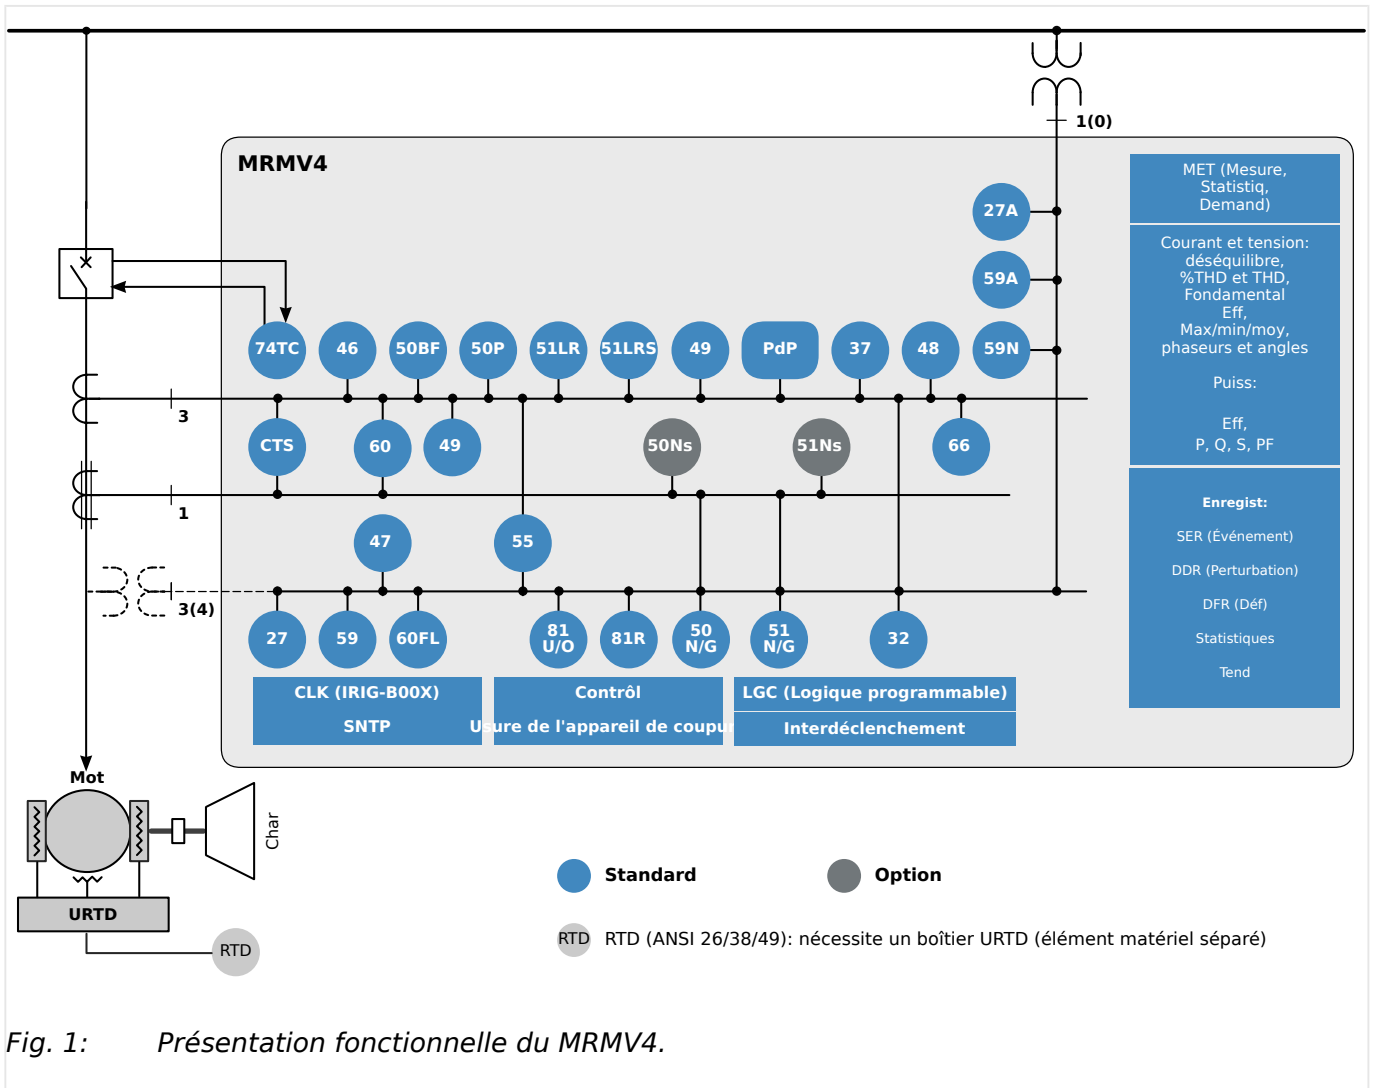 1(0)
MRMV4
MET (Mesure,
Statistiq,
Demand)
27A
59A
Courant et tension:
déséquilibre,
%THD et THD,
Fondamental
Eff,
Max/min/moy,
phaseurs et angles
Puiss:
Eff,
P, Q, S, PF
74TC
46
50BF
50P
51LR
51LRS
49
PdP
37
48
59N
3
CTS
60
49
50Ns
51Ns
66
1
47
55
3(4)
27
59
60FL
81
U/O
81R
50
N/G
51
N/G
32
Enregist:
SER (Événement)
DDR (Perturbation)
DFR (Déf)
Statistiques
Tend
CLK (IRIG-B00X)
SNTP
Contrôl
Usure de l'appareil de coupur
LGC (Logique programmable)
Interdéclenchement
Mot
Char
URTD
RTD
Standard
Option
RTD RTD (ANSI 26/38/49): nécessite un boîtier URTD (élément matériel séparé)
Fig. 1: Présentation fonctionnelle du MRMV4.